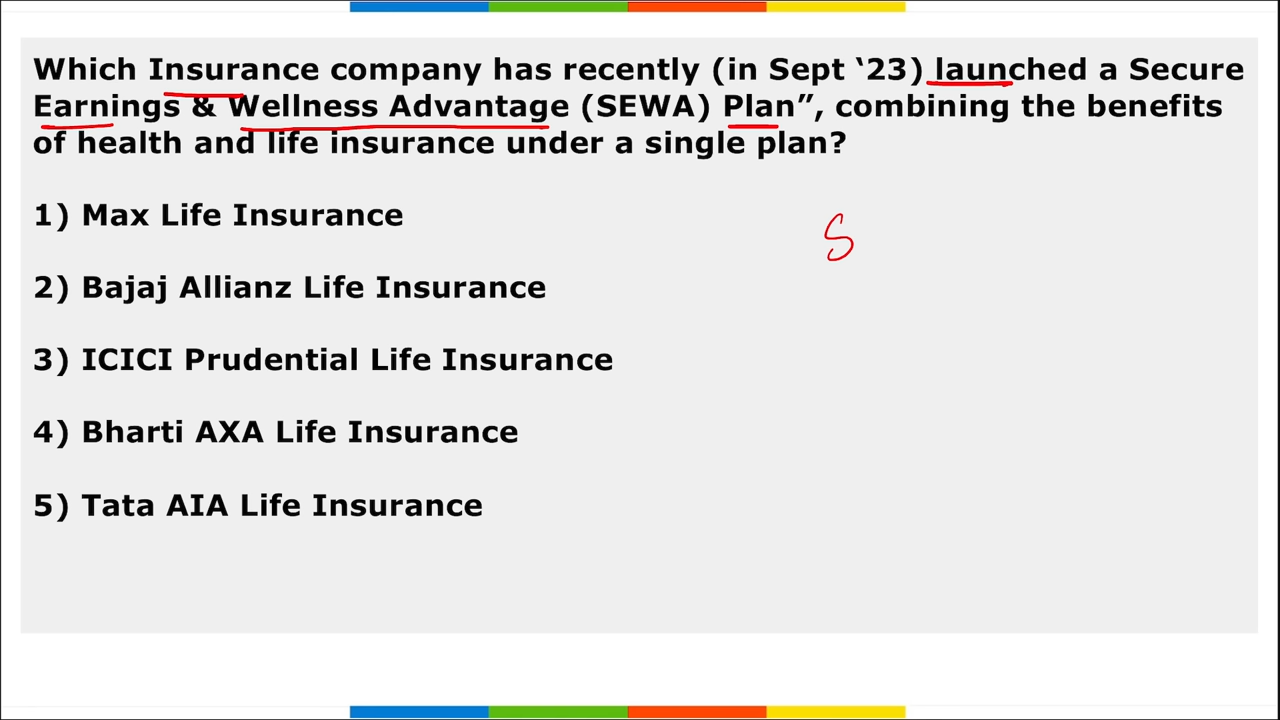 Which Insurance company has recently (in Sept ‘23) launched a Secure
Earnings & Wellness Advantage (SEWA) Plan”, combining the benefits
of health and life insurance under a single plan?
1) Max Life Insurance
S
2) Bajaj Allianz Life Insurance
3) ICICI Prudential Life Insurance
4) Bharti AXA Life Insurance
5) Tata AIA Life Insurance